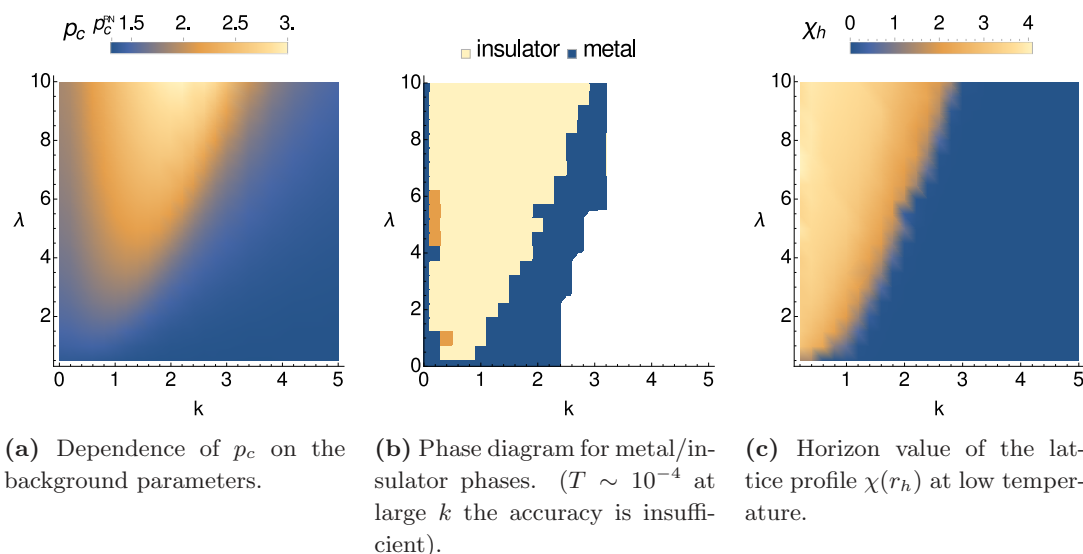 p_c p_c^RN 1.5 2. 2.5 3.
10
8
6
λ
4
2
0 1 2 3 4 5
k
insulator metal
10
8
6
λ
4
2
0
0 1 2 3 4 5
k
χ_h 0 1 2 3 4
10
8
6
λ
4
2
1 2 3 4 5
k
(a) Dependence of p_c on the
background parameters.
(b) Phase diagram for metal/in-
sulator phases. (T ∼ 10^{-4} at
large k the accuracy is insuffi-
cient).
(c) Horizon value of the lat-
tice profile χ(r_h) at low temper-
ature.